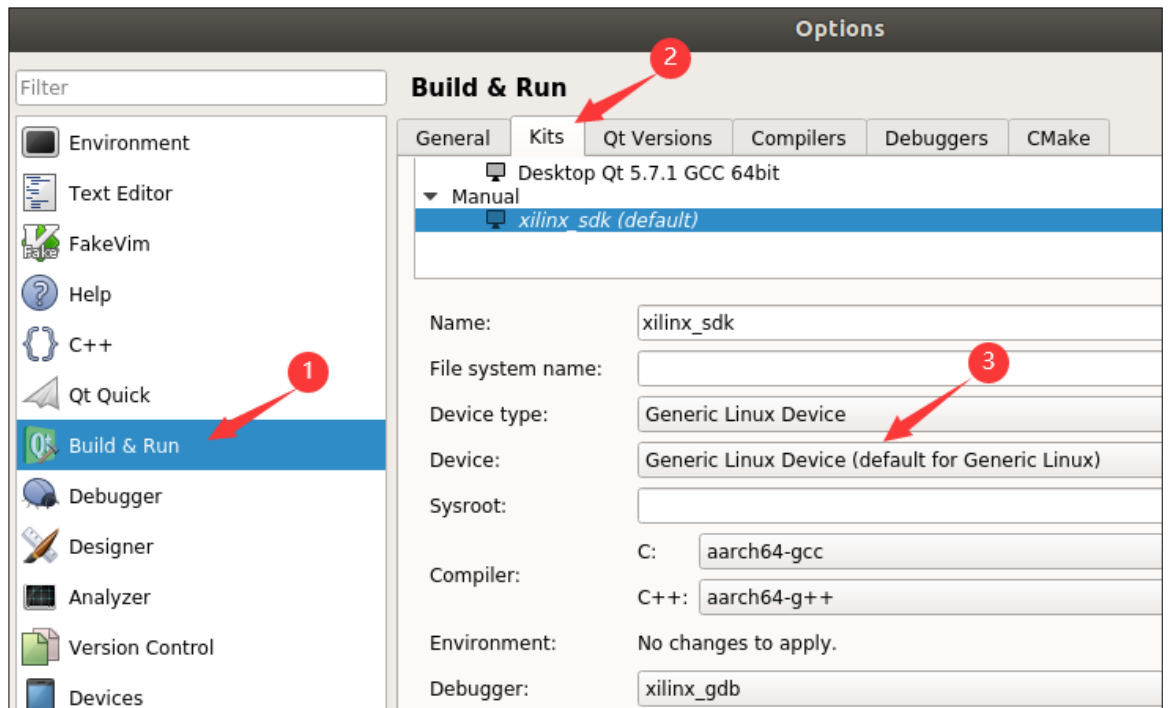 Options
Filter
Environment
Text Editor
Fake
FakeVim
Help
C++
Qt Quick
Qt
Build & Run
Debugger
Designer
Analyzer
Version Control
Devices
1
Build & Run
2
General Kits Qt Versions Compilers Debuggers CMake
Desktop Qt 5.7.1 GCC 64bit
Manual
xilinx_sdk (default)
Name: xilinx_sdk
File system name:
3
Device type: Generic Linux Device
Device: Generic Linux Device (default for Generic Linux)
Sysroot:
Compiler:
C: aarch64-gcc
C++: aarch64-g++
Environment: No changes to apply.
Debugger: xilinx_gdb